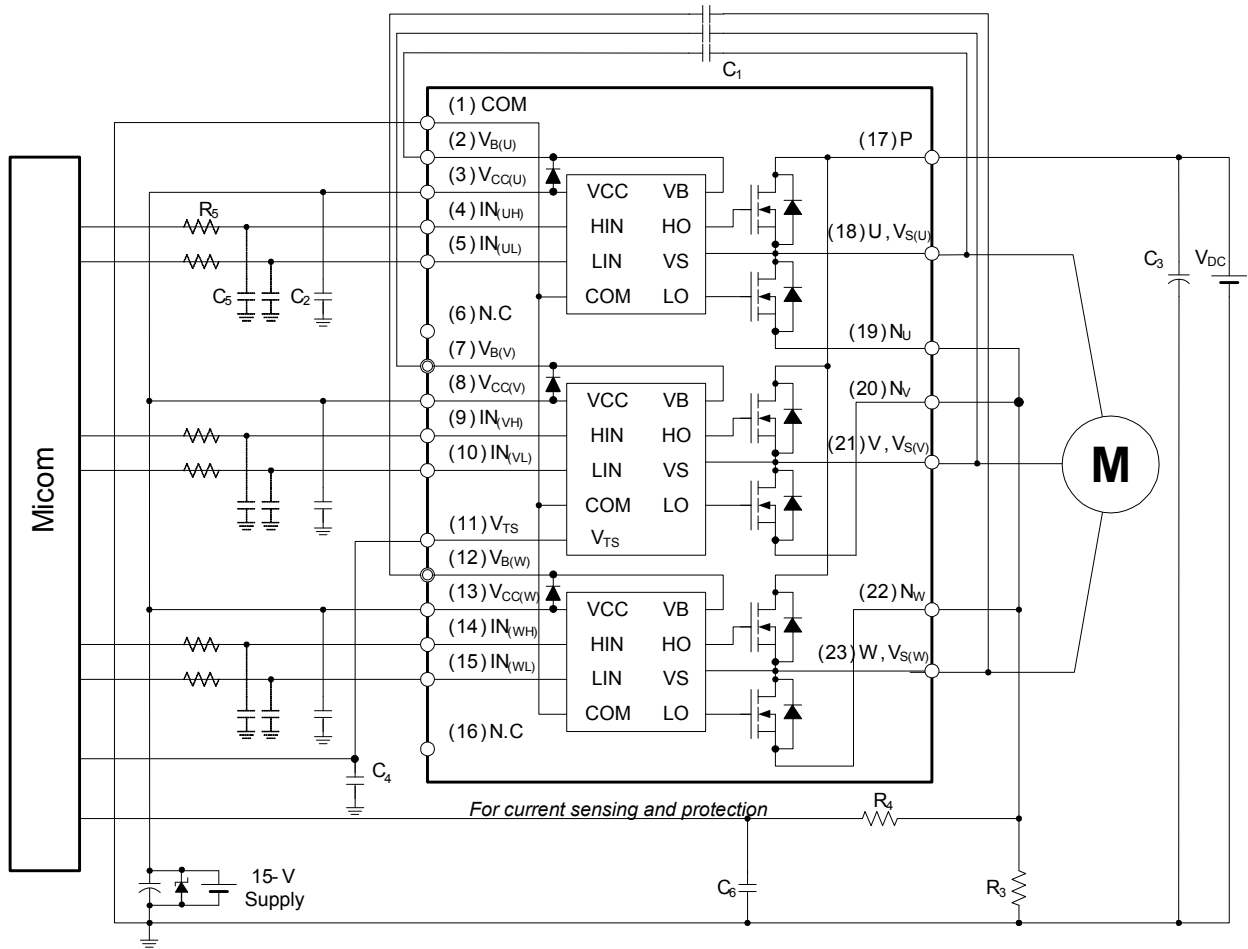 C1
(1) COM
(2) VB(U)
(3) VCC(U)
(4) IN(UH)
(5) IN(UL)
(6) N.C
(7) VB(V)
(8) VCC(V)
(9) IN(VH)
(10) IN(VL)
(11) VTS
(12) VB(W)
(13) VCC(W)
(14) IN(WH)
(15) IN(WL)
(16) N.C
VCC VB
HIN HO
LIN VS
COM LO
VCC VB
HIN HO
LIN VS
COM LO
VTS
VCC VB
HIN HO
LIN VS
COM LO
(17) P
(18) U, VS(U)
(19) NU
(20) NV
(21) V, VS(V)
(22) NW
(23) W, VS(W)
Micom
R5
C5
C2
C4
C3
VDC
M
For current sensing and protection
R4
C6
R3
15-V
Supply